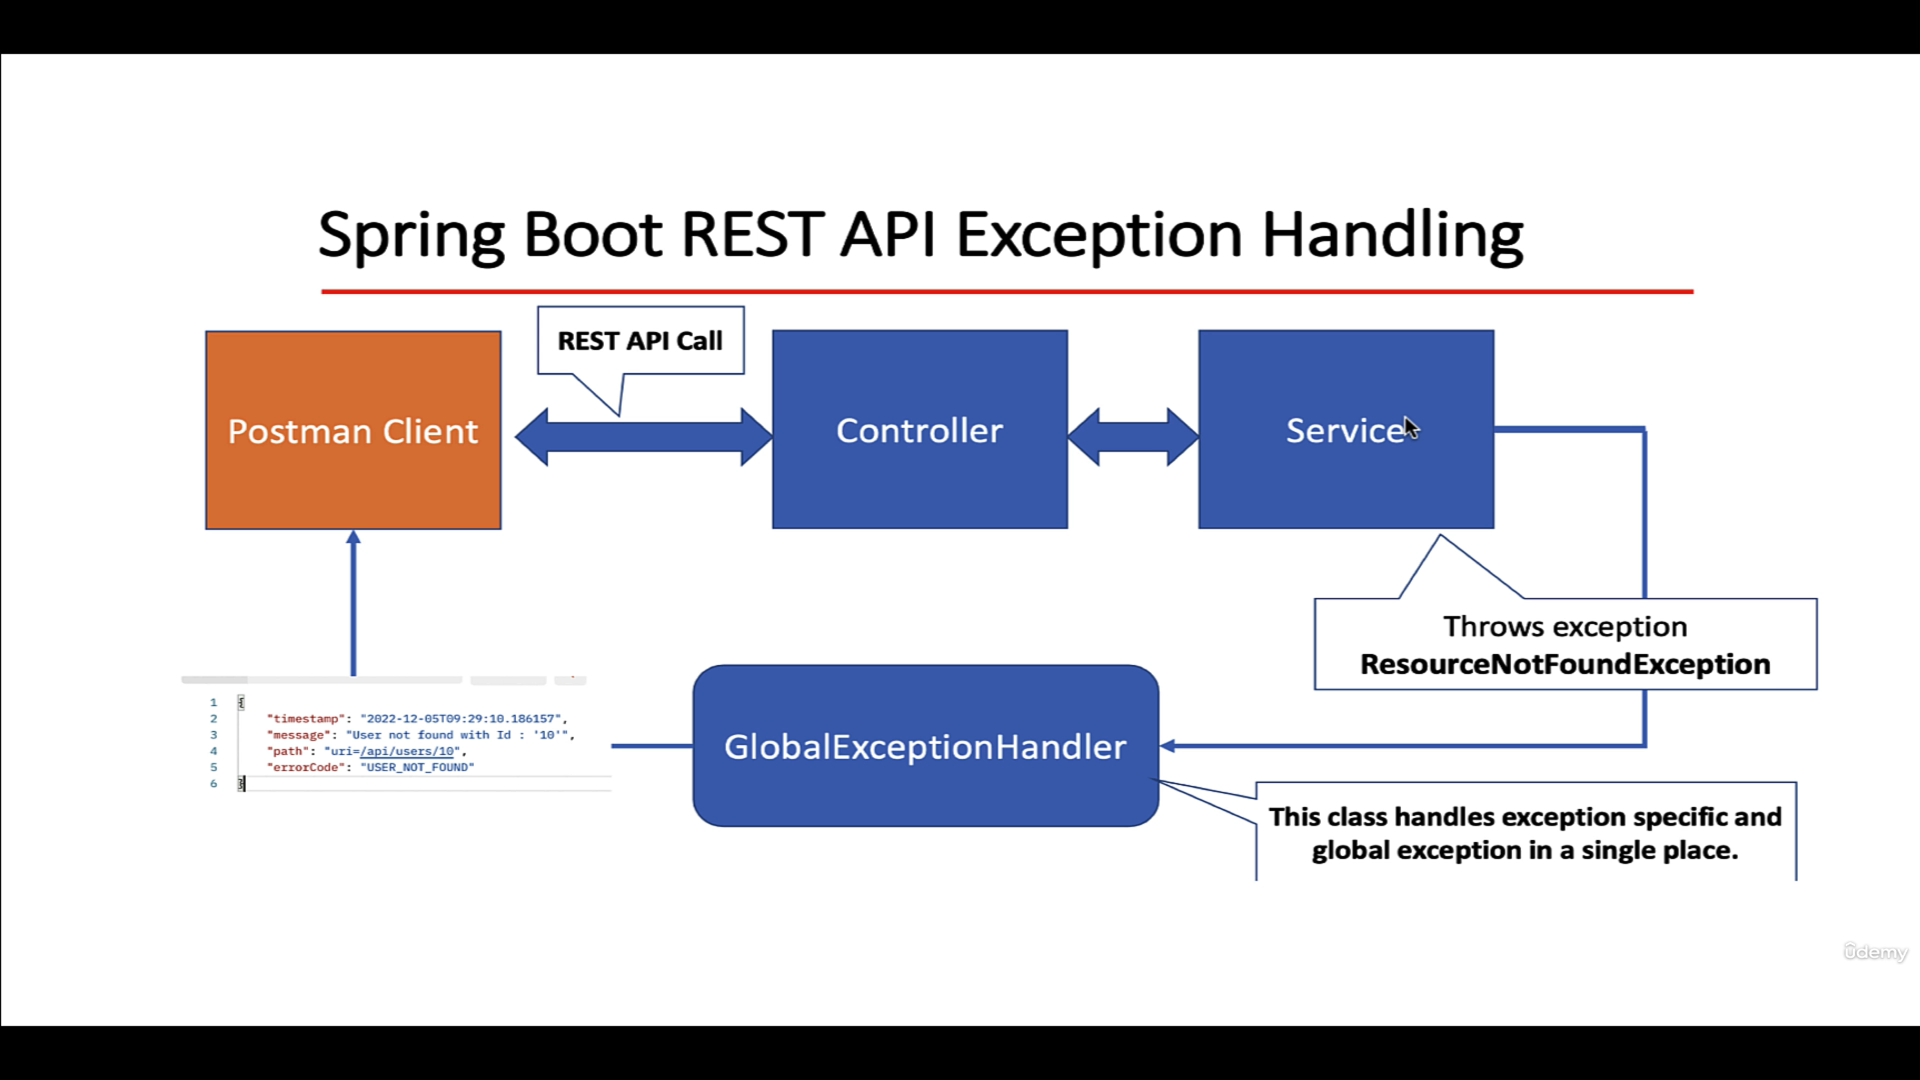 Spring Boot REST API Exception Handling
REST API Call
Postman Client
Controller
Service
Throws exception
ResourceNotFoundException
1 {
2 "timestamp": "2022-12-05T09:29:10.186157",
3 "message": "User not found with Id : '10'",
4 "path": "uri=/api/users/10",
5 "errorCode": "USER_NOT_FOUND"
6 }
GlobalExceptionHandler
This class handles exception specific and
global exception in a single place.
ûdemy